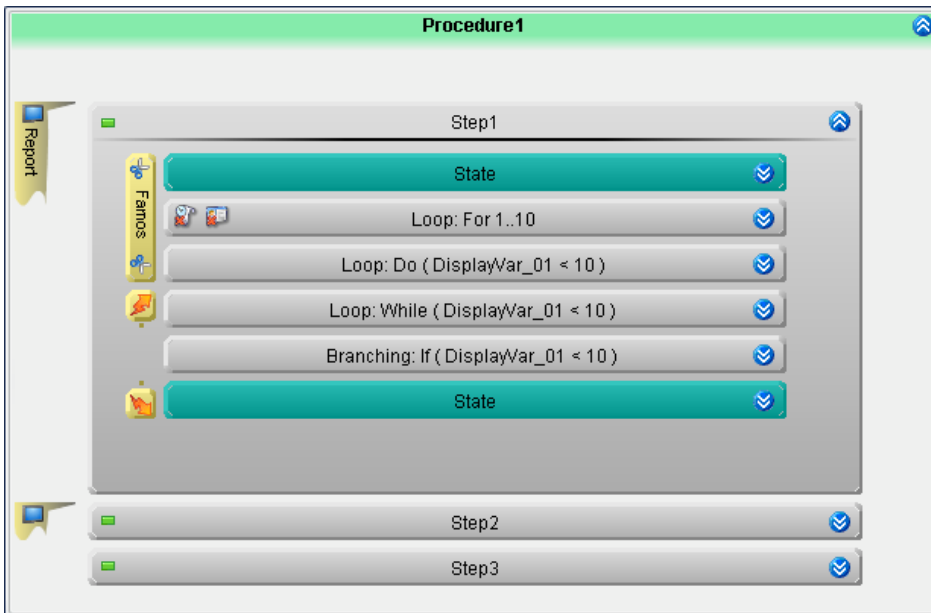 Procedure1
Report
Step1
Famos
State
Loop: For 1..10
Loop: Do ( DisplayVar_01 < 10 )
Loop: While ( DisplayVar_01 < 10 )
Branching: If ( DisplayVar_01 < 10 )
State
Step2
Step3